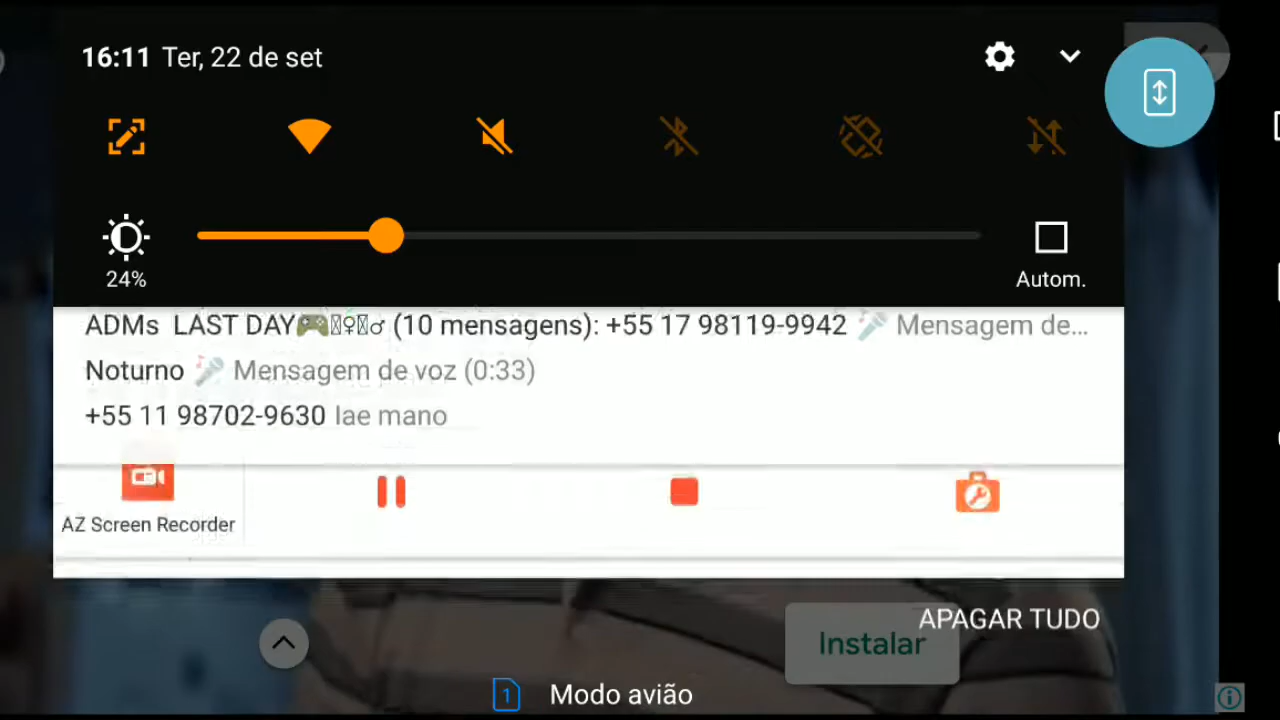 16:11 Ter, 22 de set
24%
Autom.
ADMs LAST DAY🎮♀♂ (10 mensagens): +55 17 98119-9942 🎤 Mensagem de...
Noturno 🎤 Mensagem de voz (0:33)
+55 11 98702-9630 Iae mano
AZ Screen Recorder
APAGAR TUDO
Instalar
1 Modo avião